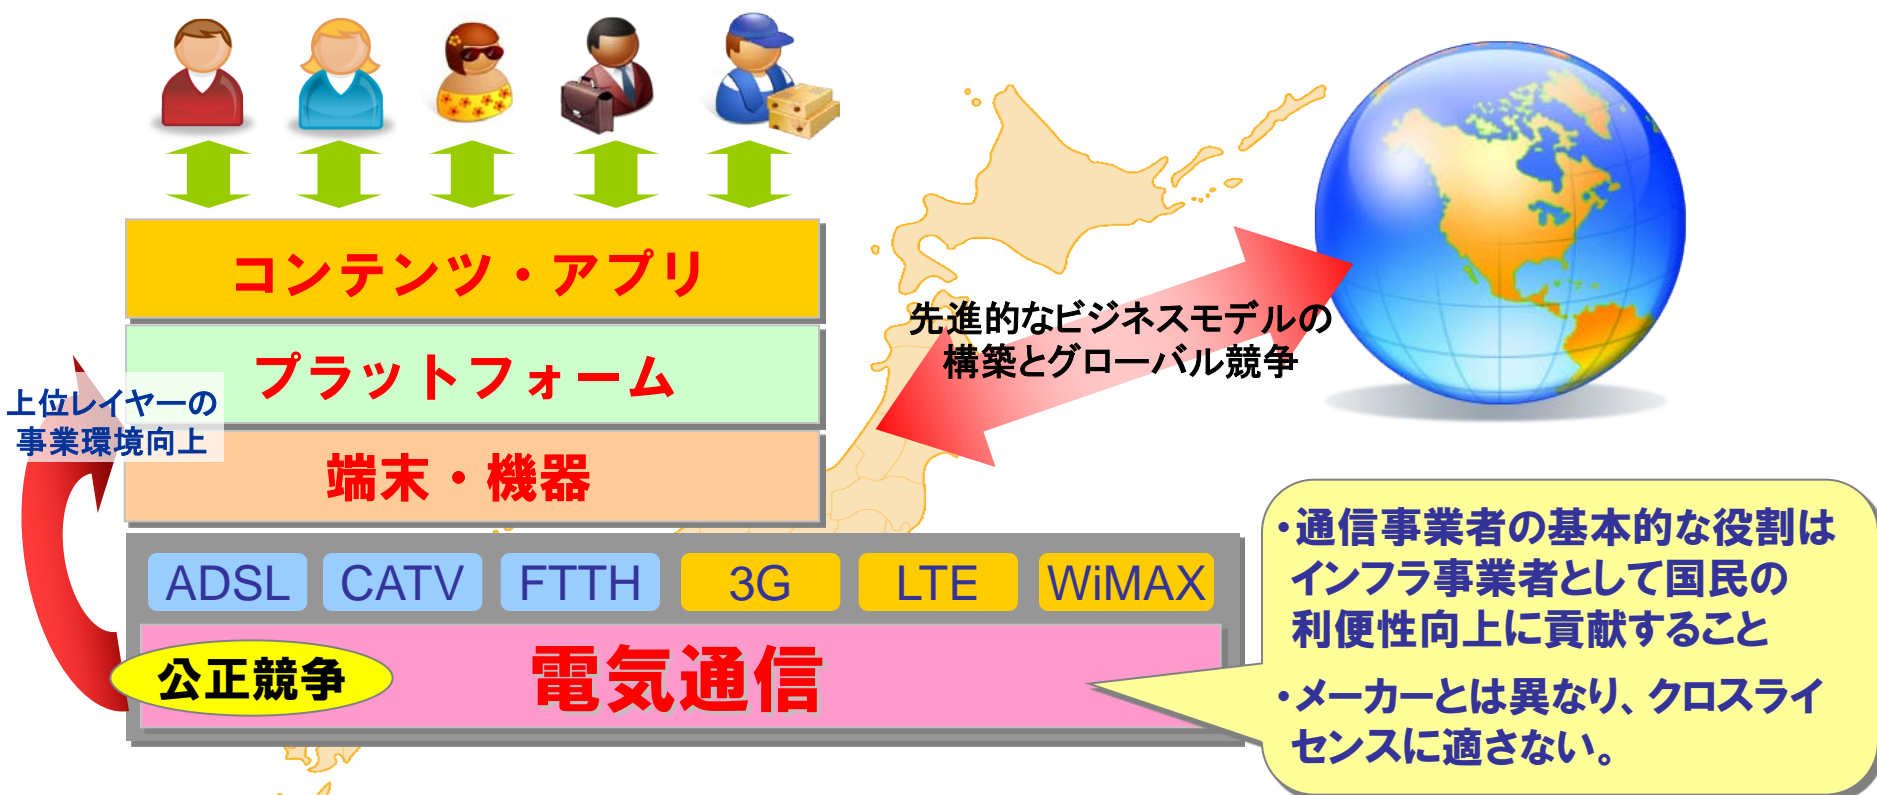 コンテンツ・アプリ
プラットフォーム
端末・機器
上位レイヤーの
事業環境向上
先進的なビジネスモデルの
構築とグローバル競争
ADSL CATV FTTH 3G LTE WiMAX
公正競争
電気通信
・通信事業者の基本的な役割は
インフラ事業者として国民の
利便性向上に貢献すること
・メーカーとは異なり、クロスライ
センスに適さない。